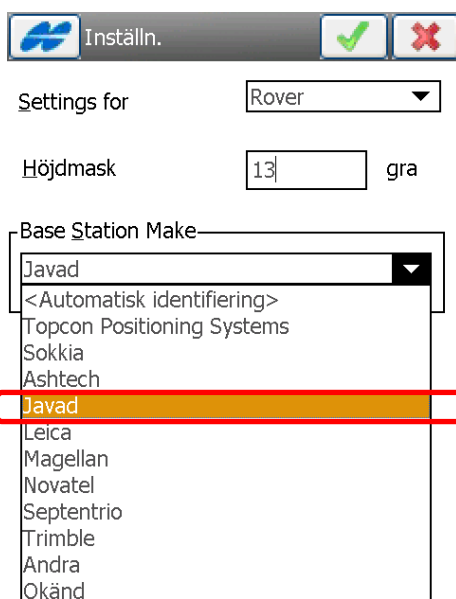 Inställn.
Settings for Rover
Höjdmask 13 gra
Base Station Make
Javad
<Automatisk identifiering>
Topcon Positioning Systems
Sokkia
Ashtech
Javad
Leica
Magellan
Novatel
Septentrio
Trimble
Andra
Okänd